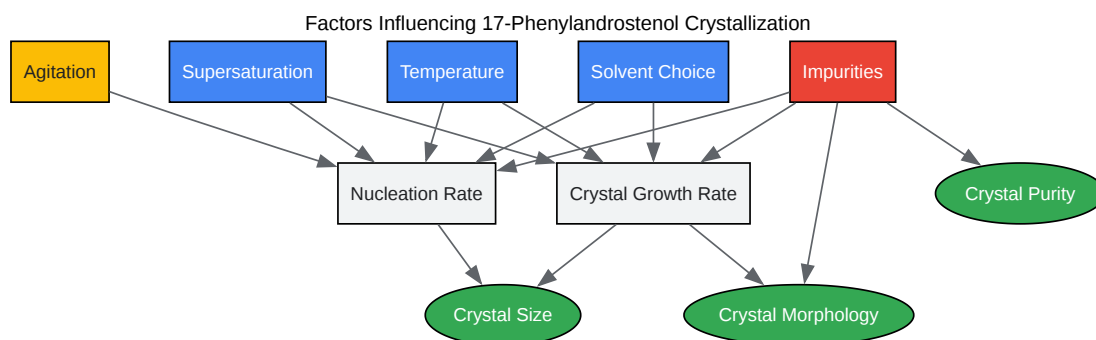 Factors Influencing 17-Phenylandrostenol Crystallization
Agitation
Supersaturation
Temperature
Solvent Choice
Impurities
Nucleation Rate
Crystal Growth Rate
Crystal Purity
Crystal Size
Crystal Morphology